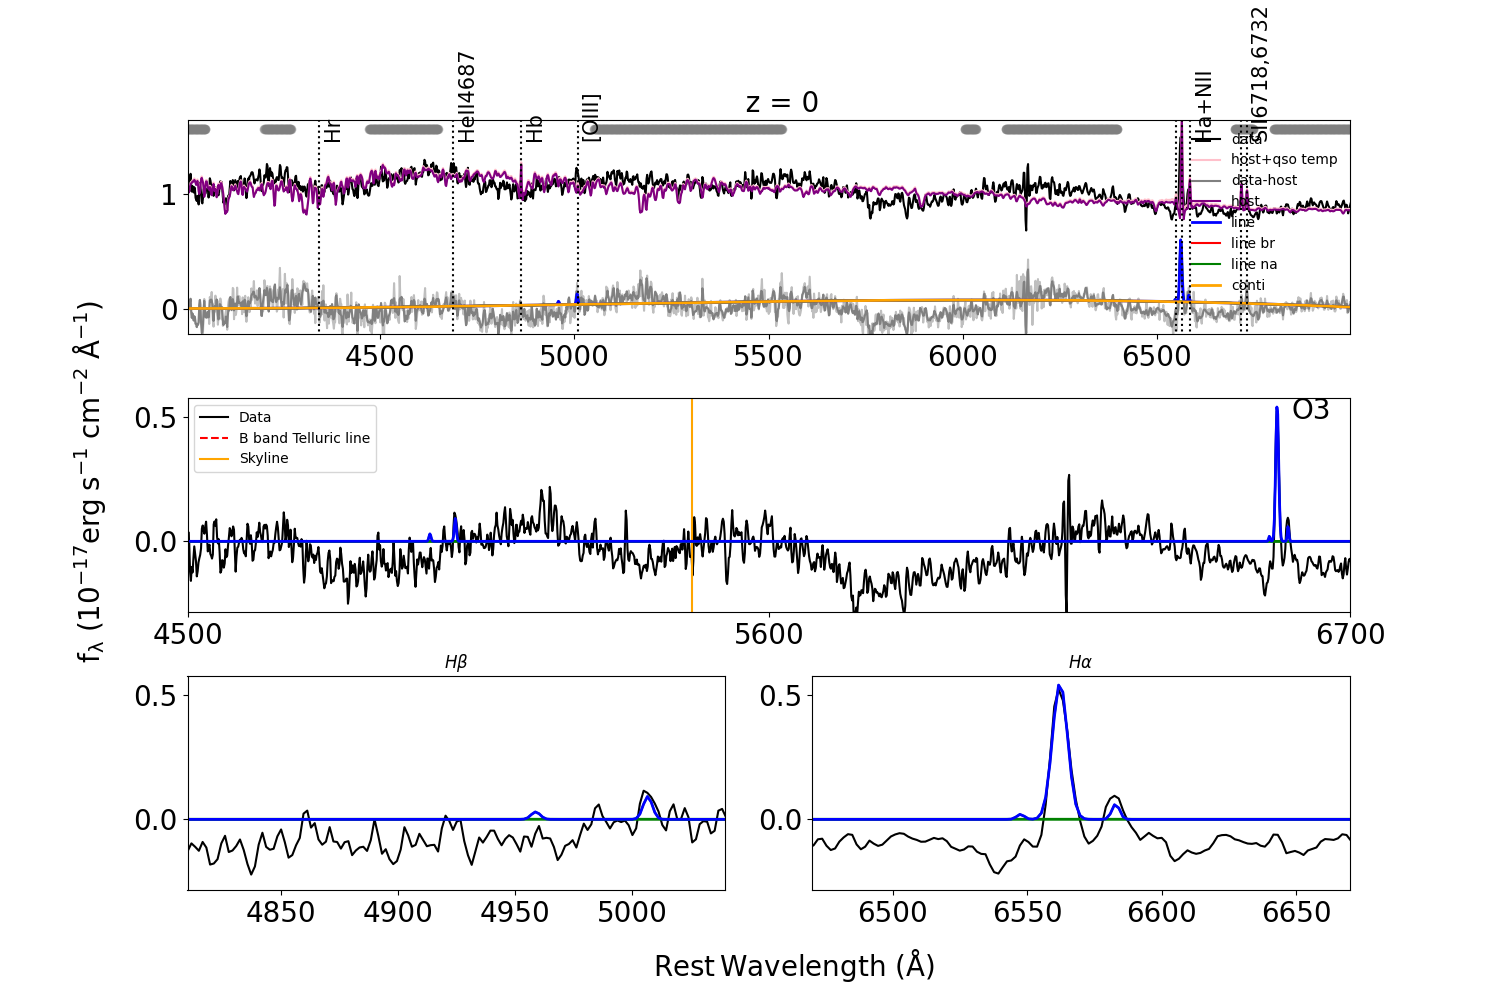 z = 0
Hr
HeII4687
Hb
[OIII]
Ha+NII
SII6718,6732
data
host+qso temp
data-host
host
line
line br
line na
conti
1
0
4500 5000 5500 6000 6500
fλ (10⁻¹⁷erg s⁻¹ cm⁻² Å⁻¹)
Data
B band Telluric line
Skyline
O3
0.5
0.0
4500 5600 6700
Hβ
0.5
0.0
4850 4900 4950 5000
Hα
0.5
0.0
6500 6550 6600 6650
Rest Wavelength (Å)